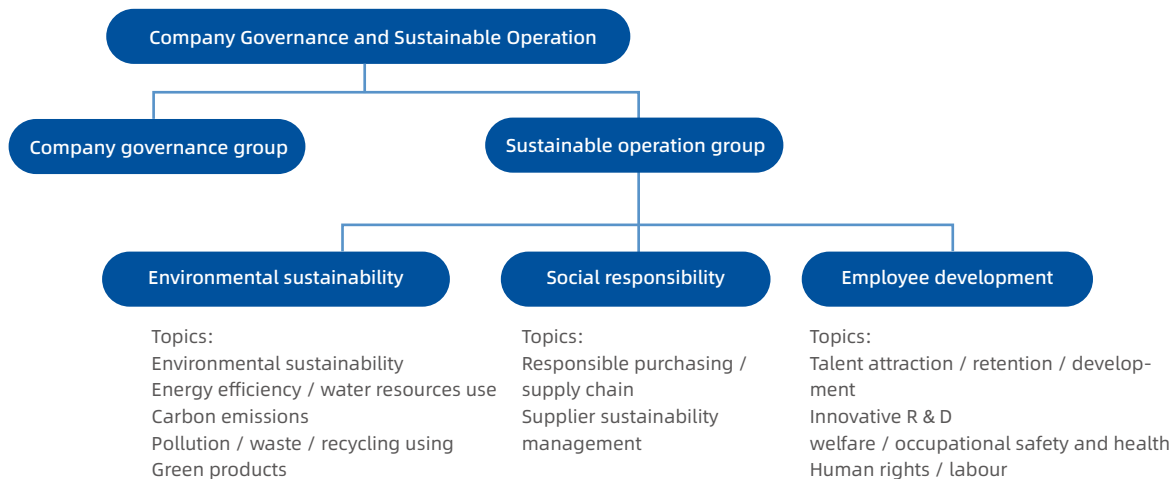 Company Governance and Sustainable Operation
Company governance group
Sustainable operation group
Environmental sustainability
Social responsibility
Employee development
Topics:
Environmental sustainability
Energy efficiency / water resources use
Carbon emissions
Pollution / waste / recycling using
Green products
Topics:
Responsible purchasing /
supply chain
Supplier sustainability
management
Topics:
Talent attraction / retention / develop-
ment
Innovative R & D
welfare / occupational safety and health
Human rights / labour